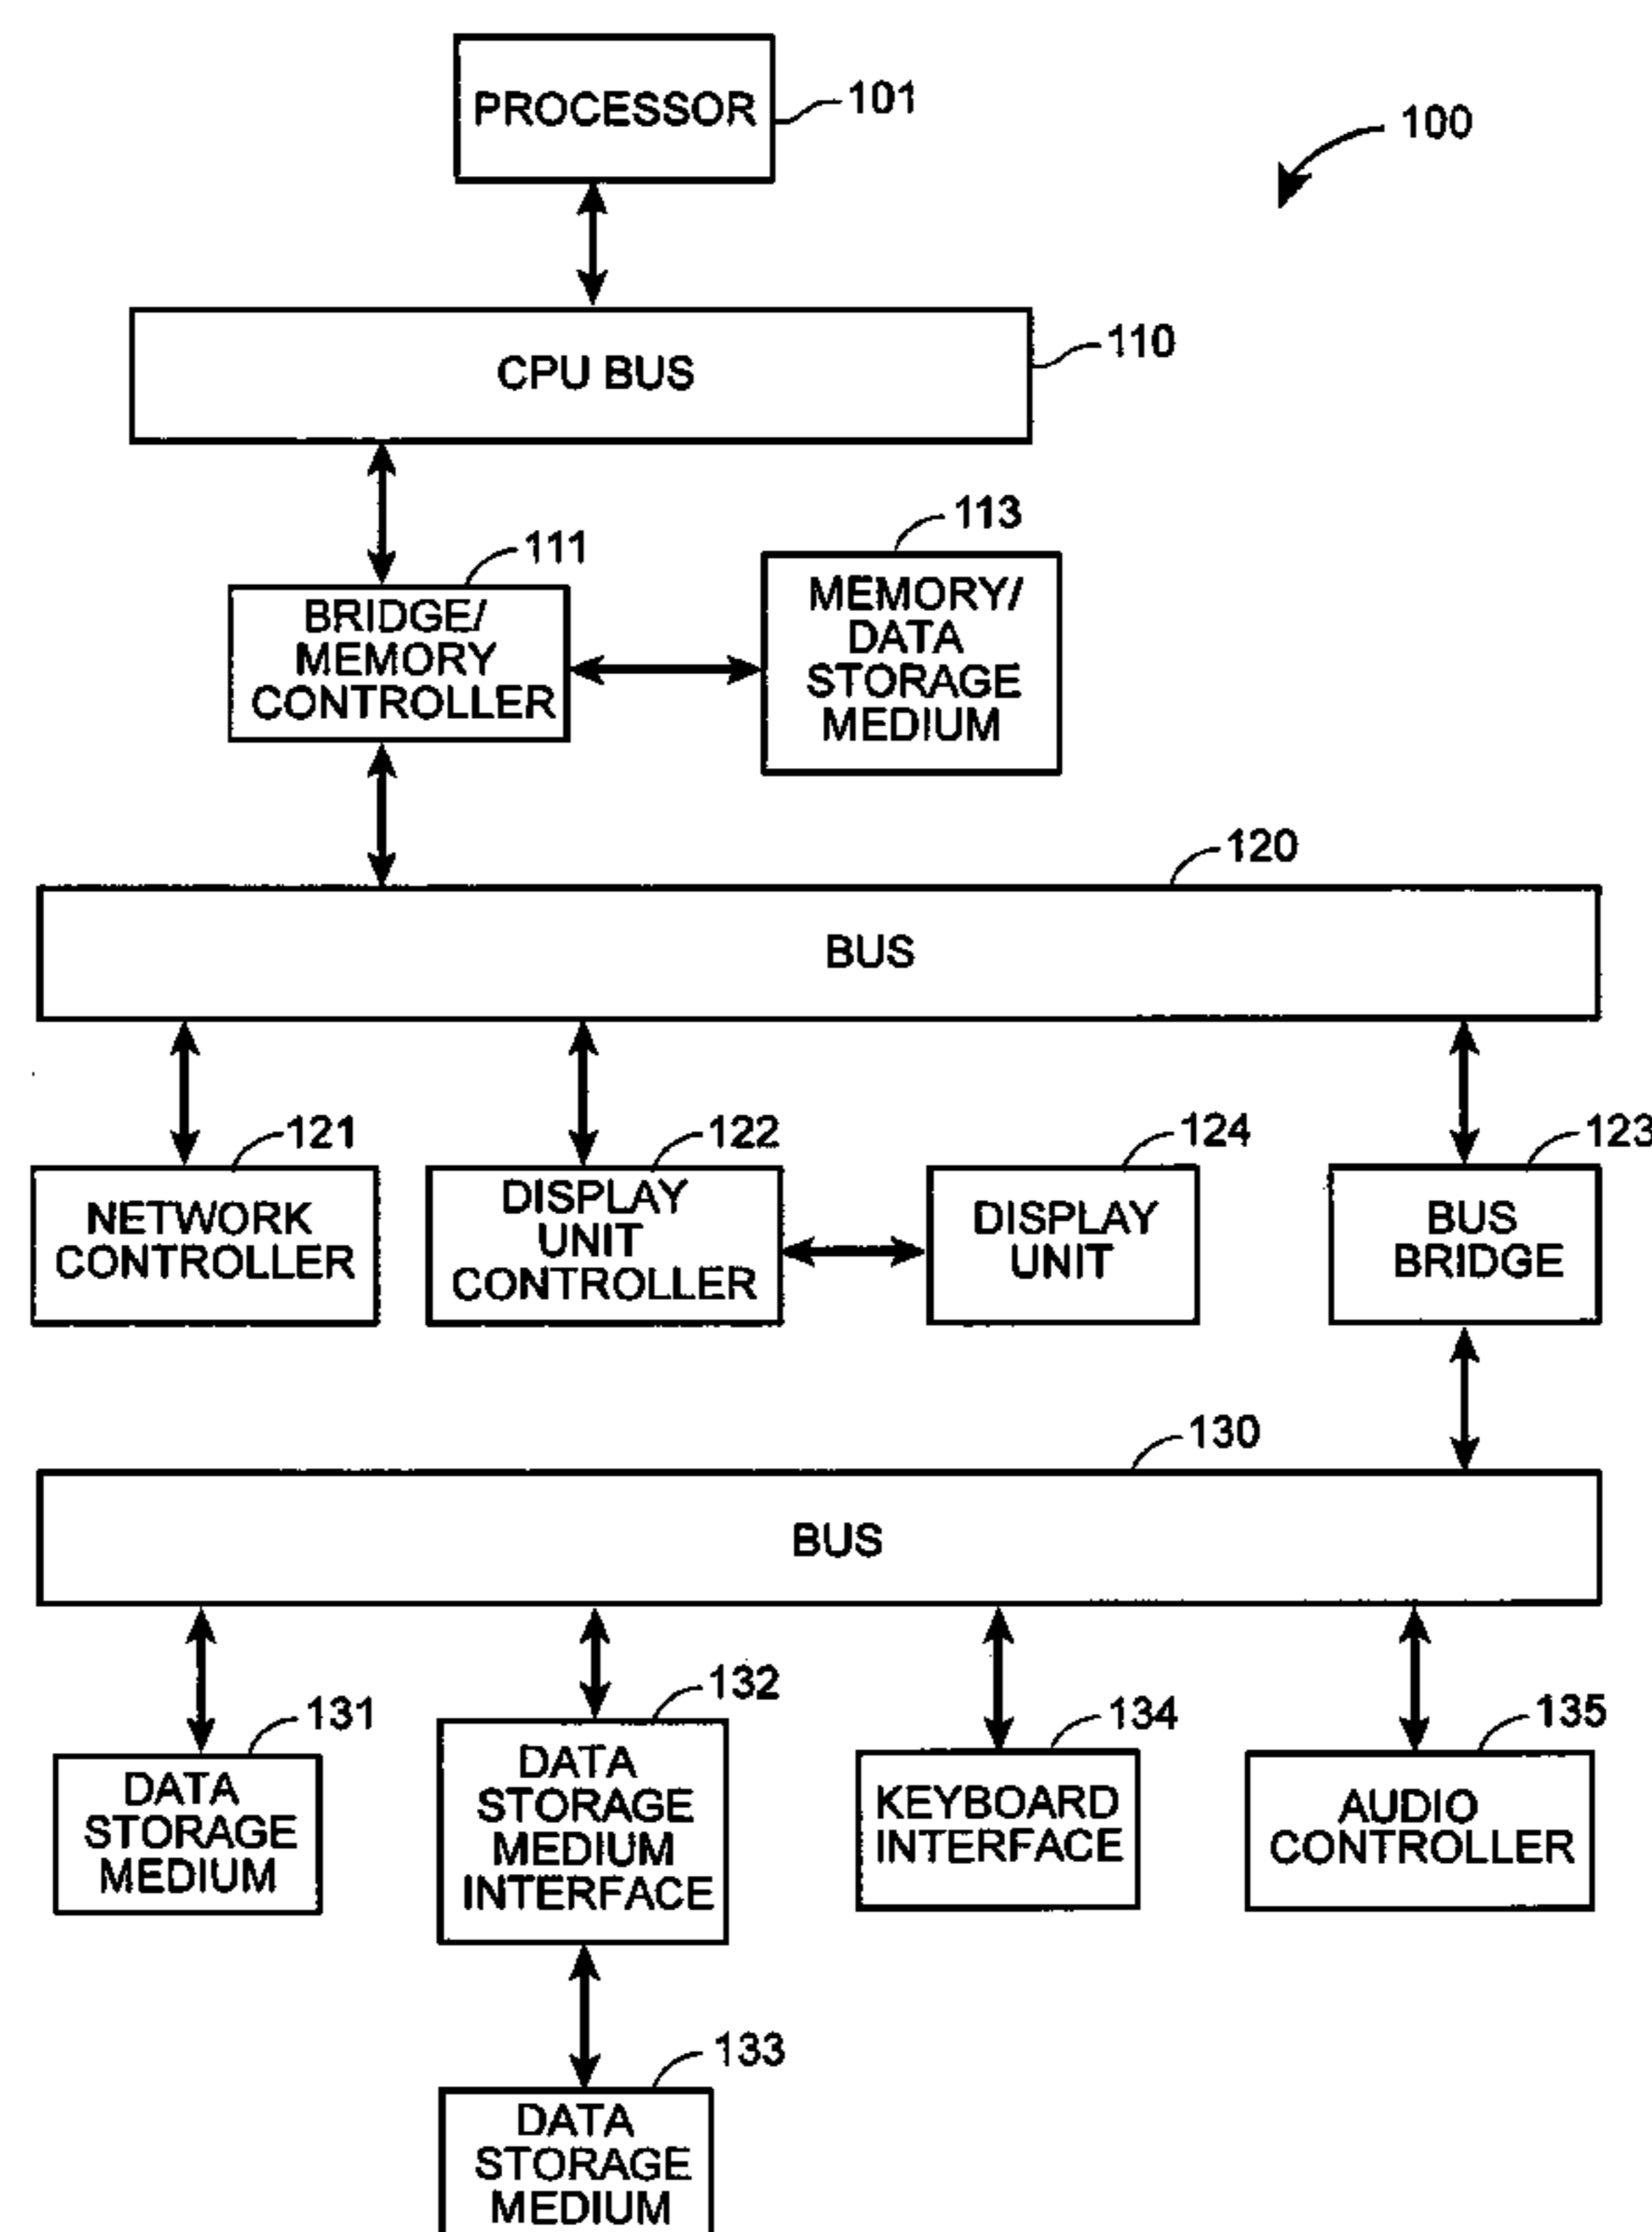 PROCESSOR
101
100
CPU BUS
110
111
BRIDGE/
MEMORY
CONTROLLER
113
MEMORY/
DATA
STORAGE
MEDIUM
120
BUS
121
NETWORK
CONTROLLER
122
DISPLAY
UNIT
CONTROLLER
124
DISPLAY
UNIT
123
BUS
BRIDGE
130
BUS
131
DATA
STORAGE
MEDIUM
132
DATA
STORAGE
MEDIUM
INTERFACE
134
KEYBOARD
INTERFACE
135
AUDIO
CONTROLLER
133
DATA
STORAGE
MEDIUM